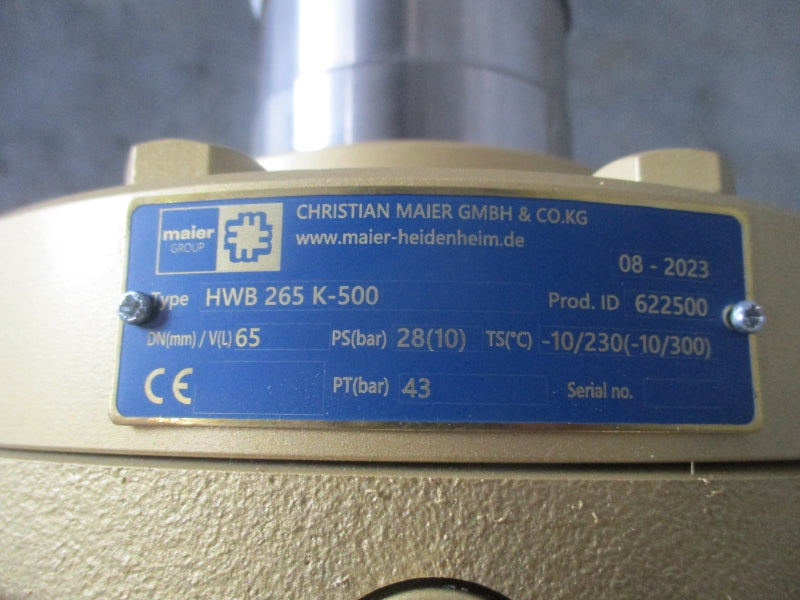 maier
GROUP
CHRISTIAN MAIER GMBH & CO.KG
www.maier-heidenheim.de
08 - 2023
Type HWB 265 K-500 Prod. ID 622500
DN(mm) / V(L) 65 PS(bar) 28(10) TS(°C) -10/230(-10/300)
CE PT(bar) 43 Serial no.